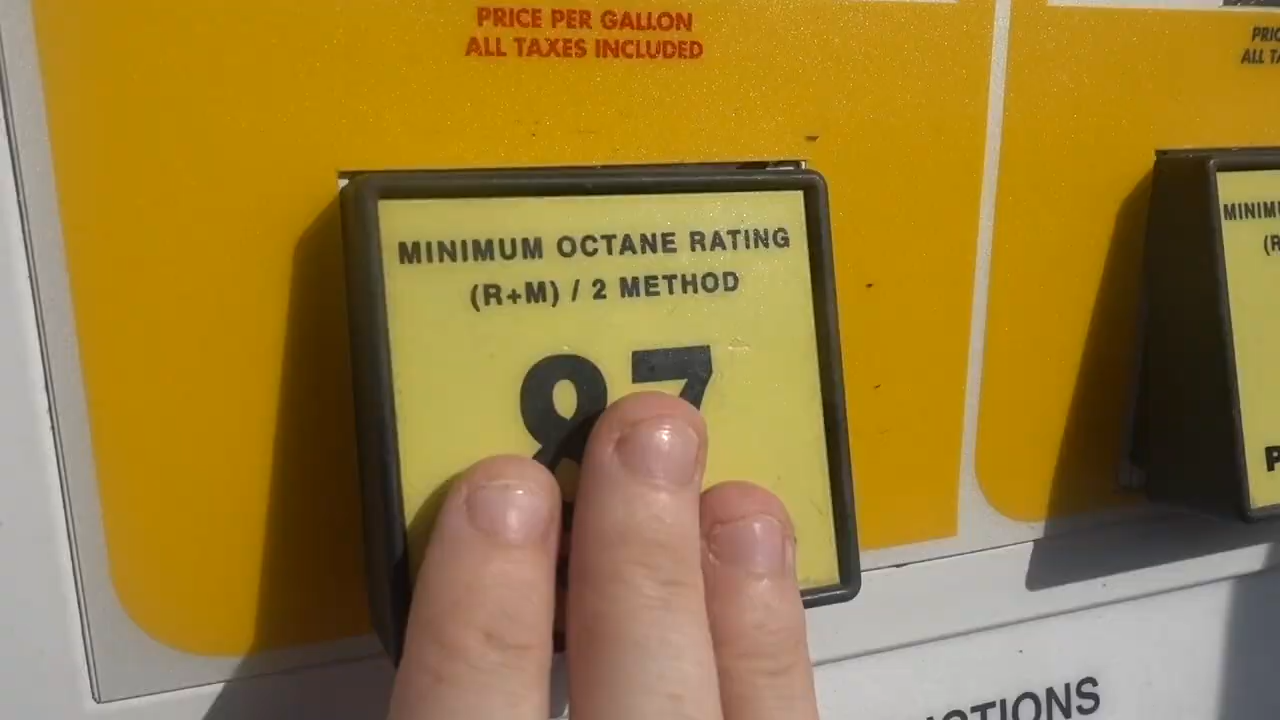 PRICE PER GALLON
ALL TAXES INCLUDED
MINIMUM OCTANE RATING
(R+M) / 2 METHOD
87